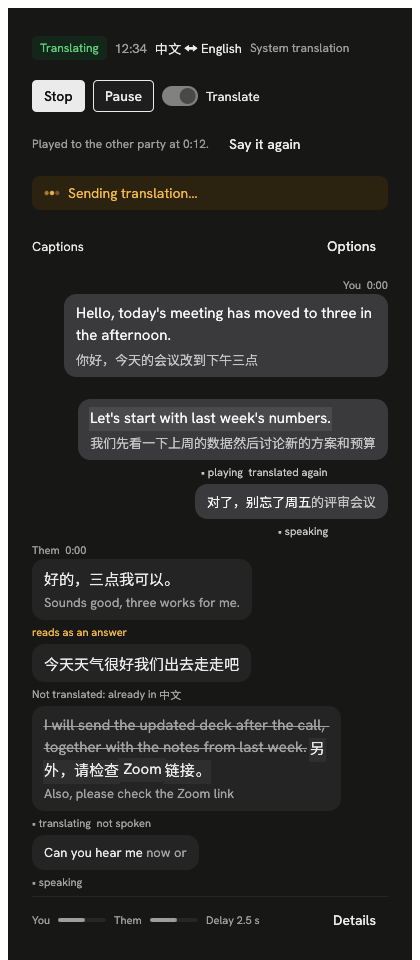 Translating 12:34 中文 ⬌ English System translation
Stop Pause Translate
Played to the other party at 0:12. Say it again
Sending translation...
Captions Options
You 0:00
Hello, today's meeting has moved to three in
the afternoon.
你好，今天的会议改到下午三点
Let's start with last week's numbers.
我们先看一下上周的数据然后讨论新的方案和预算
• playing translated again
对了，别忘了周五的评审会议
• speaking
Them 0:00
好的，三点我可以。
Sounds good, three works for me.
reads as an answer
今天天气很好我们出去走走吧
Not translated: already in 中文
I will send the updated deck after the call,
together with the notes from last week. 另
外，请检查 Zoom 链接。
Also, please check the Zoom link
• translating not spoken
Can you hear me now or
• speaking
You Them Delay 2.5 s Details